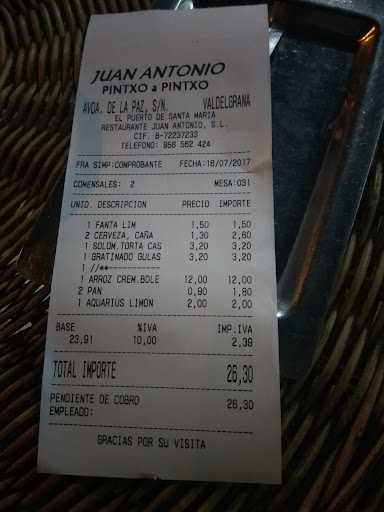 JUAN ANTONIO
PINTXO a PINTXO
AVDA. DE LA PAZ, S/N. VALDELGRANA
EL PUERTO DE SANTA MARIA
RESTAURANTE JUAN ANTONIO, S.L.
CIF. B-72237233
TELEFONO: 956 562 424
FRA SIMP:COMPROBANTE FECHA:18/07/2017
COMENSALES: 2 MESA:031
UNID. DESCRIPCION PRECIO IMPORTE
1 FANTA LIM 1,50 1,50
2 CERVEZA, CAÑA 1,30 2,60
1 SOLOM.TORTA CAS 3,20 3,20
1 GRATINADO GULAS 3,20 3,20
1 //**-----------
1 ARROZ CREM.BOLE 12,00 12,00
2 PAN 0,90 1,80
1 AQUARIUS LIMON 2,00 2,00
BASE %IVA IMP.IVA
23,91 10,00 2,39
TOTAL IMPORTE 26,30
PENDIENTE DE COBRO 26,30
EMPLEADO:
GRACIAS POR SU VISITA